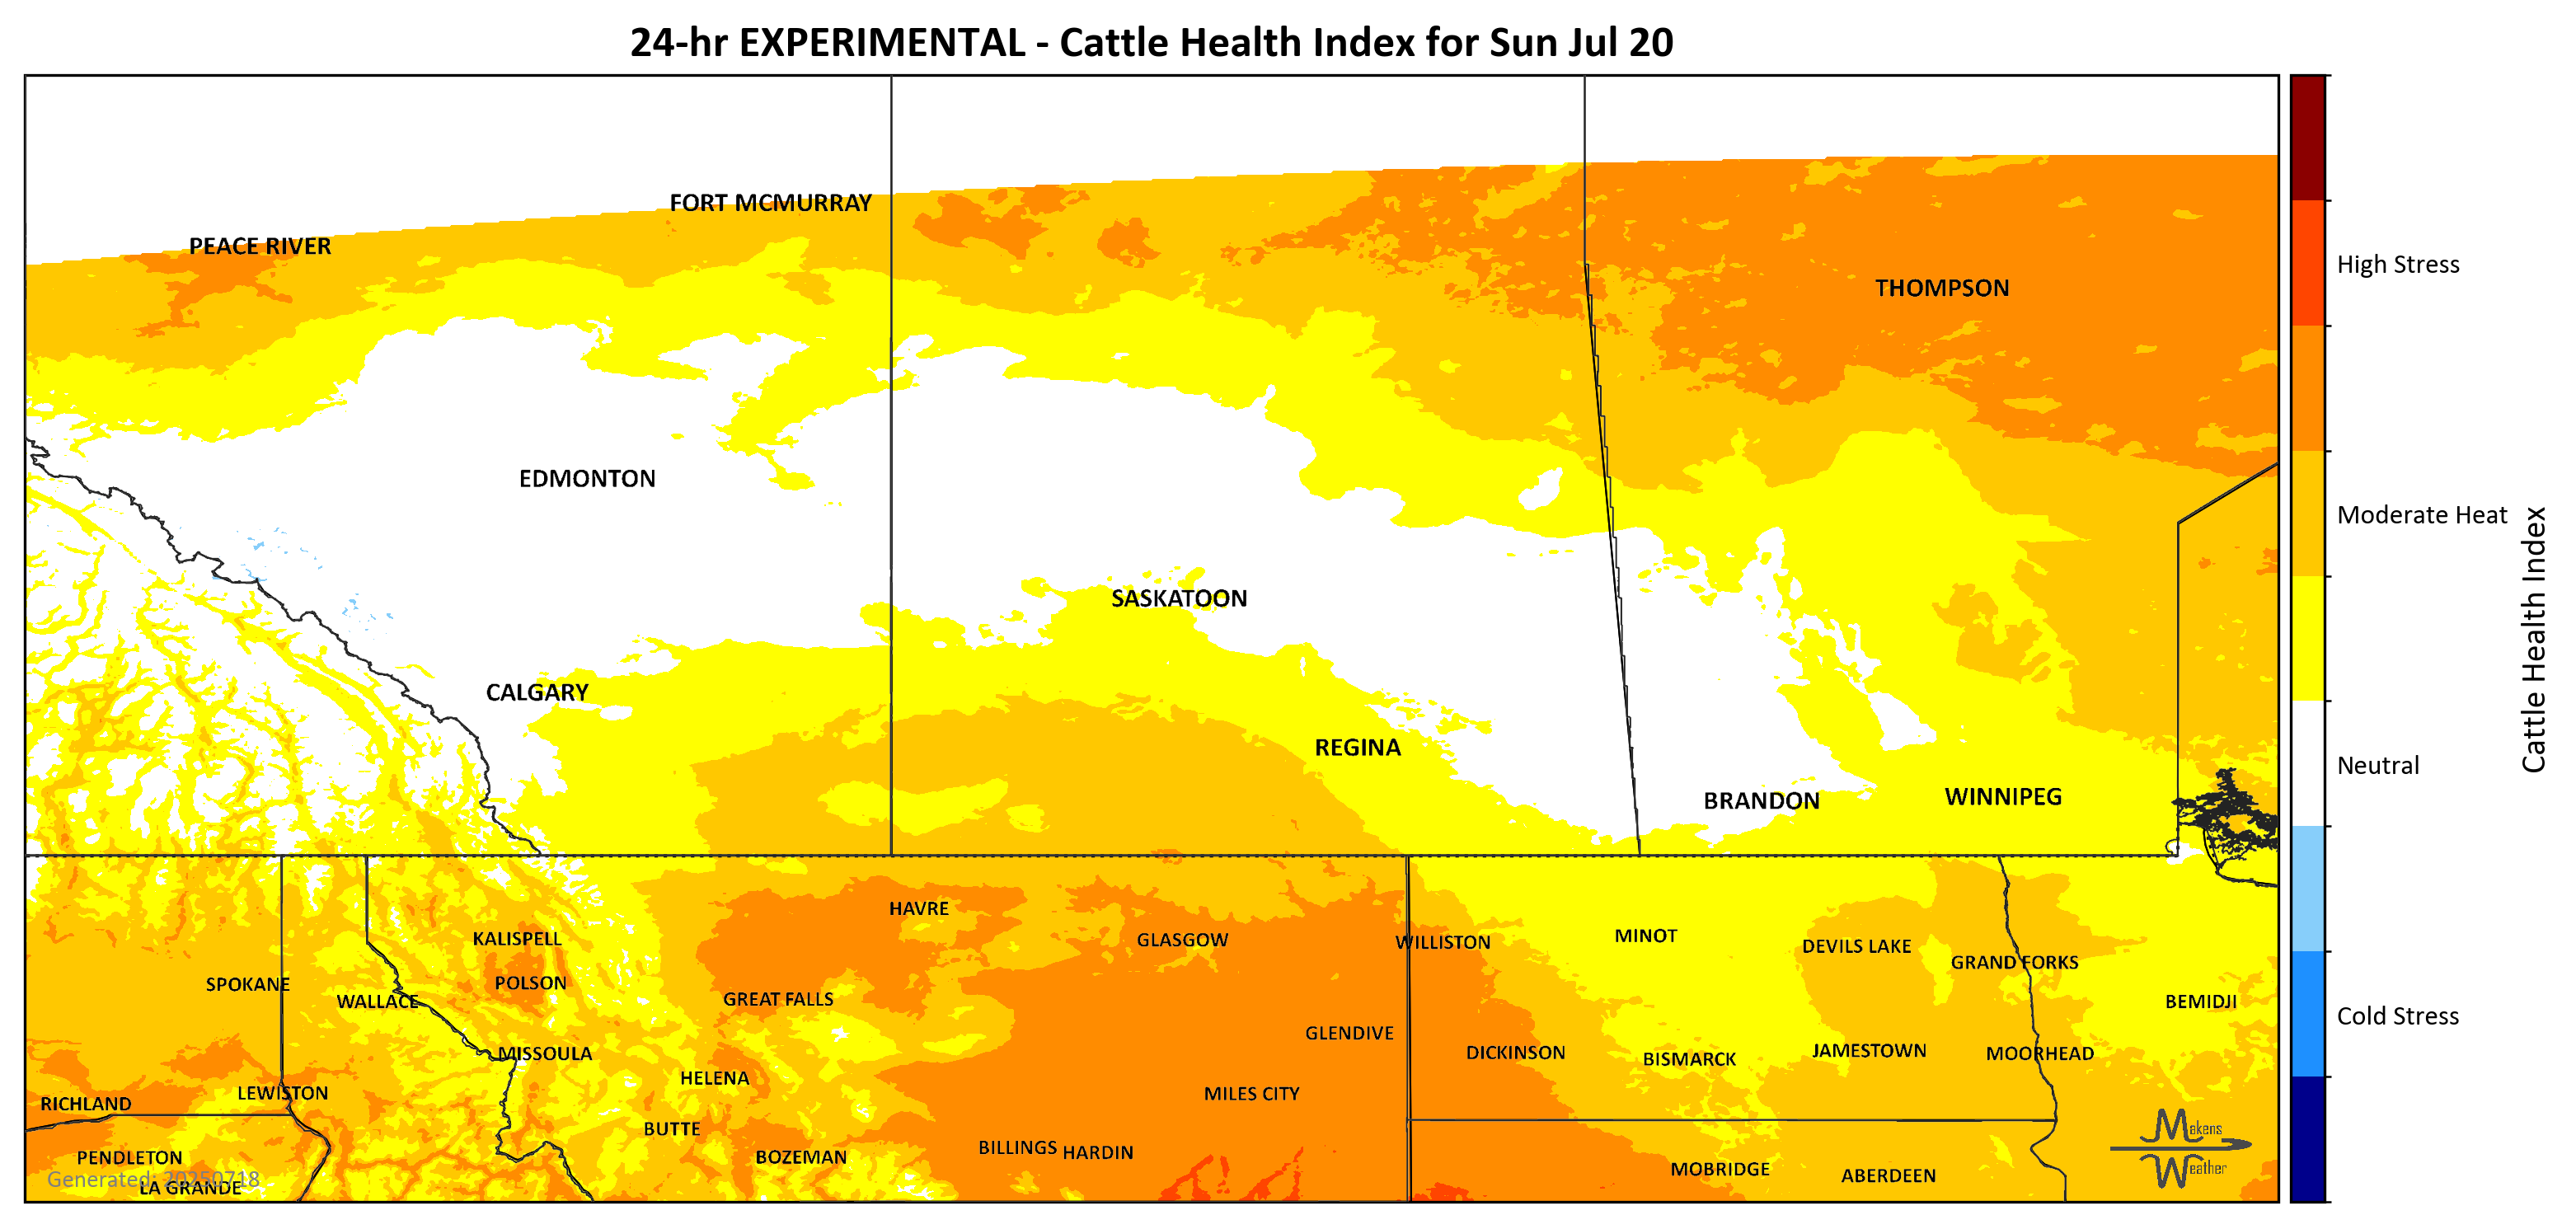 24-hr EXPERIMENTAL - Cattle Health Index for Sun Jul 20
FORT MCMURRAY
PEACE RIVER
THOMPSON
EDMONTON
SASKATOON
CALGARY
REGINA
BRANDON
WINNIPEG
HAVRE
KALISPELL
GLASGOW
WILLISTON
MINOT
DEVILS LAKE
GRAND FORKS
SPOKANE
POLSON
WALLACE
GREAT FALLS
BEMIDJI
GLENDIVE
MISSOULA
DICKINSON
BISMARCK
JAMESTOWN
MOORHEAD
HELENA
LEWISTON
MILES CITY
RICHLAND
BUTTE
PENDLETON
BOZEMAN
BILLINGS
HARDIN
MOBRIDGE
ABERDEEN
Generated: 20250718
LA GRANDE
Makens
Weather
High Stress
Moderate Heat
Neutral
Cold Stress
Cattle Health Index